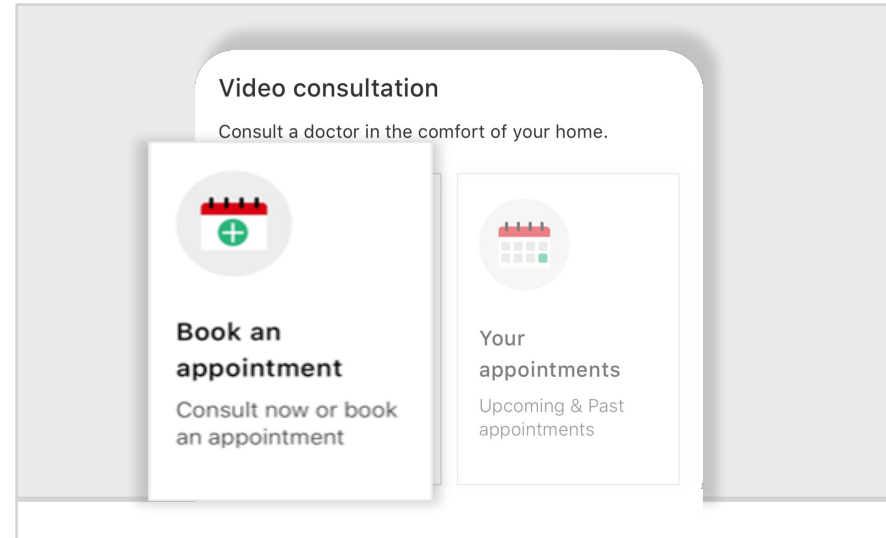 Video consultation
Consult a doctor in the comfort of your home.
Book an
appointment
Consult now or book
an appointment
Your
appointments
Upcoming & Past
appointments